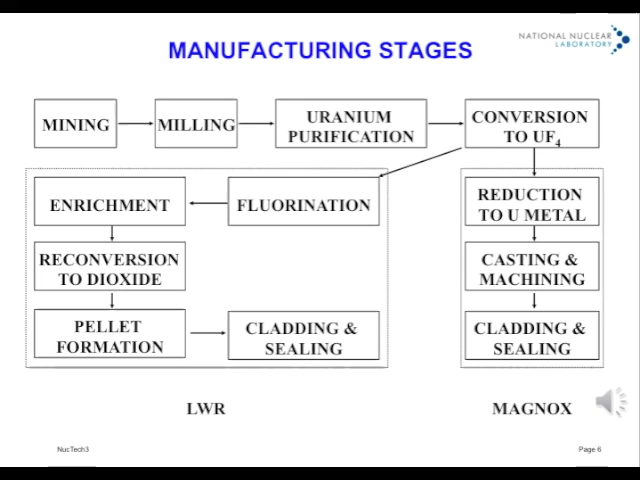 NATIONAL NUCLEAR
LABORATORY
MANUFACTURING STAGES
MINING
MILLING
URANIUM
PURIFICATION
CONVERSION
TO UF4
ENRICHMENT
FLUORINATION
REDUCTION
TO U METAL
RECONVERSION
TO DIOXIDE
CASTING &
MACHINING
PELLET
FORMATION
CLADDING &
SEALING
CLADDING &
SEALING
LWR
MAGNOX
NucTech3
Page 6